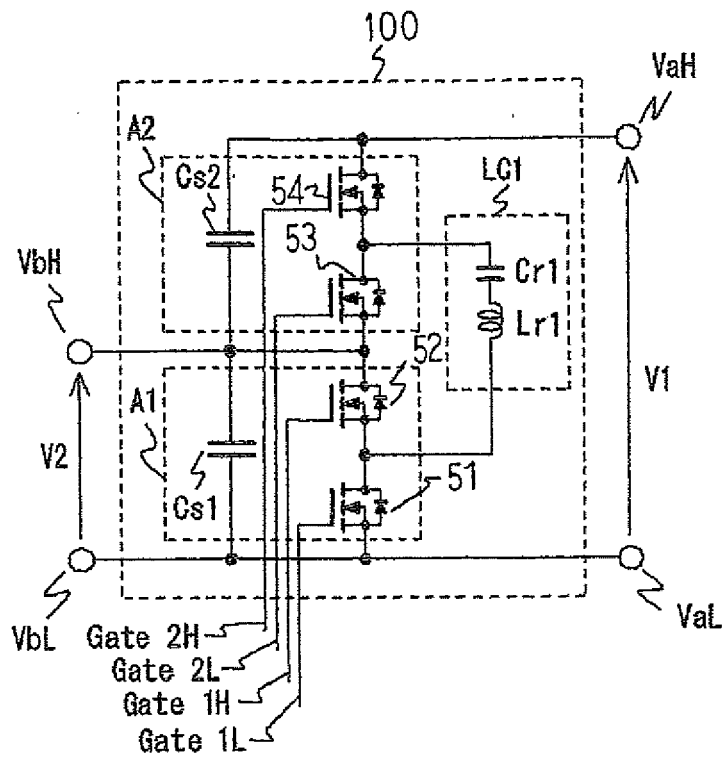 100
VaH
A2
Cs2
54
LC1
53
Cr1
VbH
Lr1
52
A1
V1
V2
Cs1
51
VbL
VaL
Gate 2H
Gate 2L
Gate 1H
Gate 1L